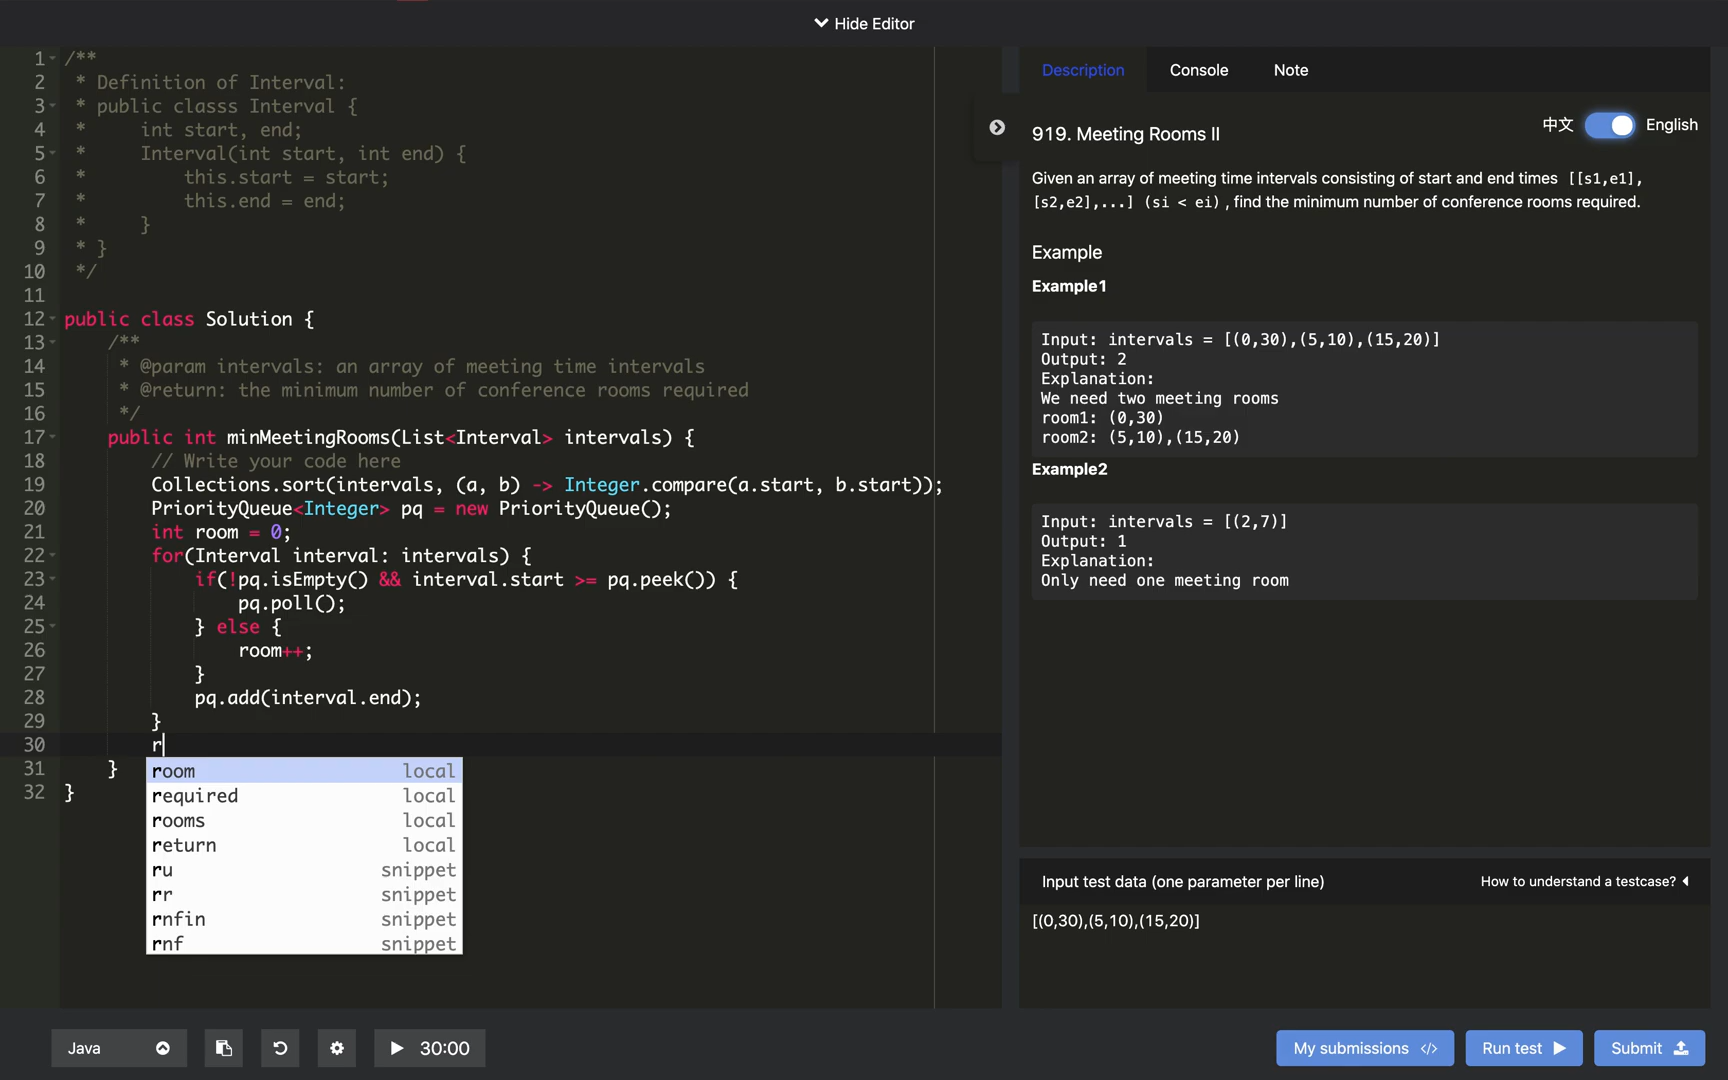 Hide Editor
1 /**
2  * Definition of Interval:
3  * public classs Interval {
4  *     int start, end;
5  *     Interval(int start, int end) {
6  *         this.start = start;
7  *         this.end = end;
8  *     }
9  * }
10  */
11
12 public class Solution {
13     /**
14      * @param intervals: an array of meeting time intervals
15      * @return: the minimum number of conference rooms required
16      */
17     public int minMeetingRooms(List<Interval> intervals) {
18         // Write your code here
19         Collections.sort(intervals, (a, b) -> Integer.compare(a.start, b.start));
20         PriorityQueue<Integer> pq = new PriorityQueue();
21         int room = 0;
22         for(Interval interval: intervals) {
23             if(!pq.isEmpty() && interval.start >= pq.peek()) {
24                 pq.poll();
25             } else {
26                 room++;
27             }
28             pq.add(interval.end);
29         }
30         r
31     }
32 }
room local
required local
rooms local
return local
ru snippet
rr snippet
rnfin snippet
rnf snippet
Description Console Note
919. Meeting Rooms II
中文 English
Given an array of meeting time intervals consisting of start and end times [[s1,e1],
[s2,e2],...] (si < ei) , find the minimum number of conference rooms required.
Example
Example1
Input: intervals = [(0,30),(5,10),(15,20)]
Output: 2
Explanation:
We need two meeting rooms
room1: (0,30)
room2: (5,10),(15,20)
Example2
Input: intervals = [(2,7)]
Output: 1
Explanation:
Only need one meeting room
Input test data (one parameter per line) How to understand a testcase?
[(0,30),(5,10),(15,20)]
Java 30:00 My submissions </> Run test Submit